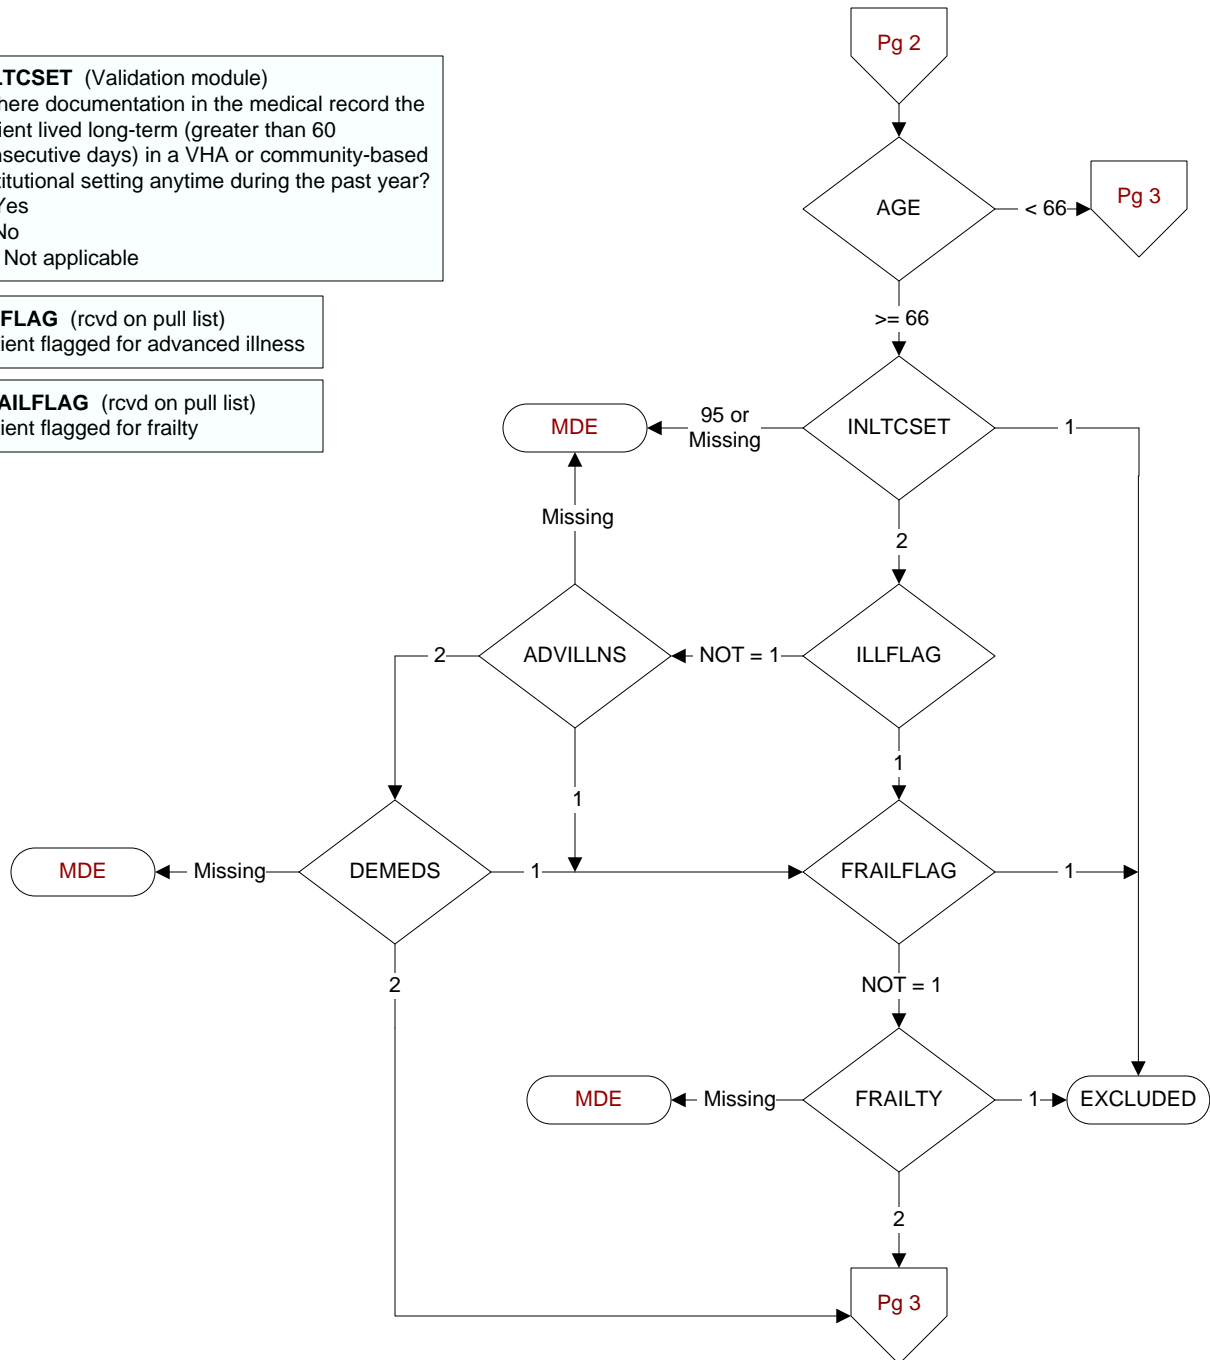 Pg 2
LTCSET (Validation module)
here documentation in the medical record the
ient lived long-term (greater than 60
nsecutive days) in a VHA or community-based
titutional setting anytime during the past year?
Yes
No
Not applicable
FLAG (rcvd on pull list)
ient flagged for advanced illness
AILFLAG (rcvd on pull list)
ient flagged for frailty
AGE
< 66
Pg 3
>= 66
MDE
95 or
Missing
INLTCSET
1
Missing
2
2
ADVILLNS
NOT = 1
ILLFLAG
1
1
MDE
Missing
DEMEDS
1
FRAILFLAG
1
2
NOT = 1
MDE
Missing
FRAILTY
1
EXCLUDED
2
Pg 3